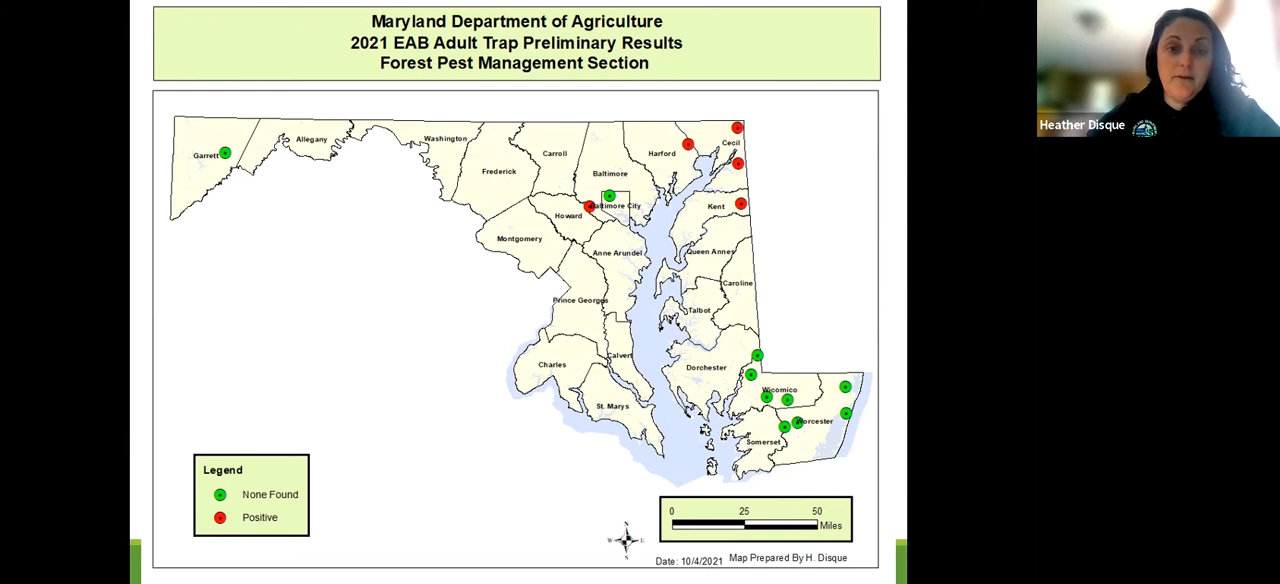 Maryland Department of Agriculture
2021 EAB Adult Trap Preliminary Results
Forest Pest Management Section
Heather Disque
Garrett
Allegany
Washington
Frederick
Carroll
Baltimore
Harford
Cecil
Baltimore City
Howard
Kent
Montgomery
Anne Arundel
Queen Annes
Caroline
Prince Georges
Talbot
Charles
Calvert
Dorchester
St. Marys
Wicomico
Worcester
Somerset
Legend
None Found
Positive
0 25 50
Miles
N
W E
S
Date: 10/4/2021 Map Prepared By H. Disque